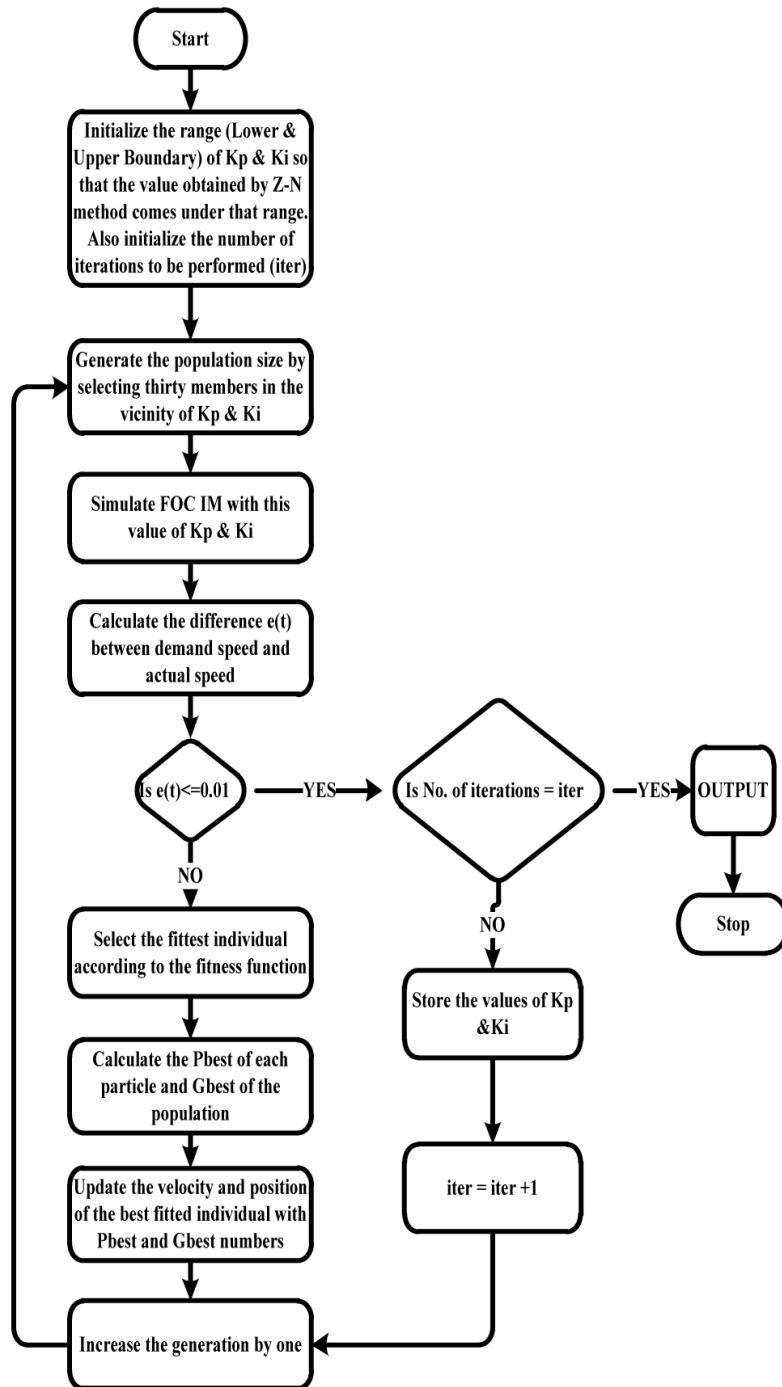 Start
Initialize the range (Lower &
Upper Boundary) of Kp & Ki so
that the value obtained by Z-N
method comes under that range.
Also initialize the number of
iterations to be performed (iter)
Generate the population size by
selecting thirty members in the
vicinity of Kp & Ki
Simulate FOC IM with this
value of Kp & Ki
Calculate the difference e(t)
between demand speed and
actual speed
Is e(t)<=0.01
YES
Is No. of iterations = iter
YES
OUTPUT
Stop
NO
Select the fittest individual
according to the fitness function
Calculate the Pbest of each
particle and Gbest of the
population
Update the velocity and position
of the best fitted individual with
Pbest and Gbest numbers
Increase the generation by one
NO
Store the values of Kp
&Ki
iter = iter +1